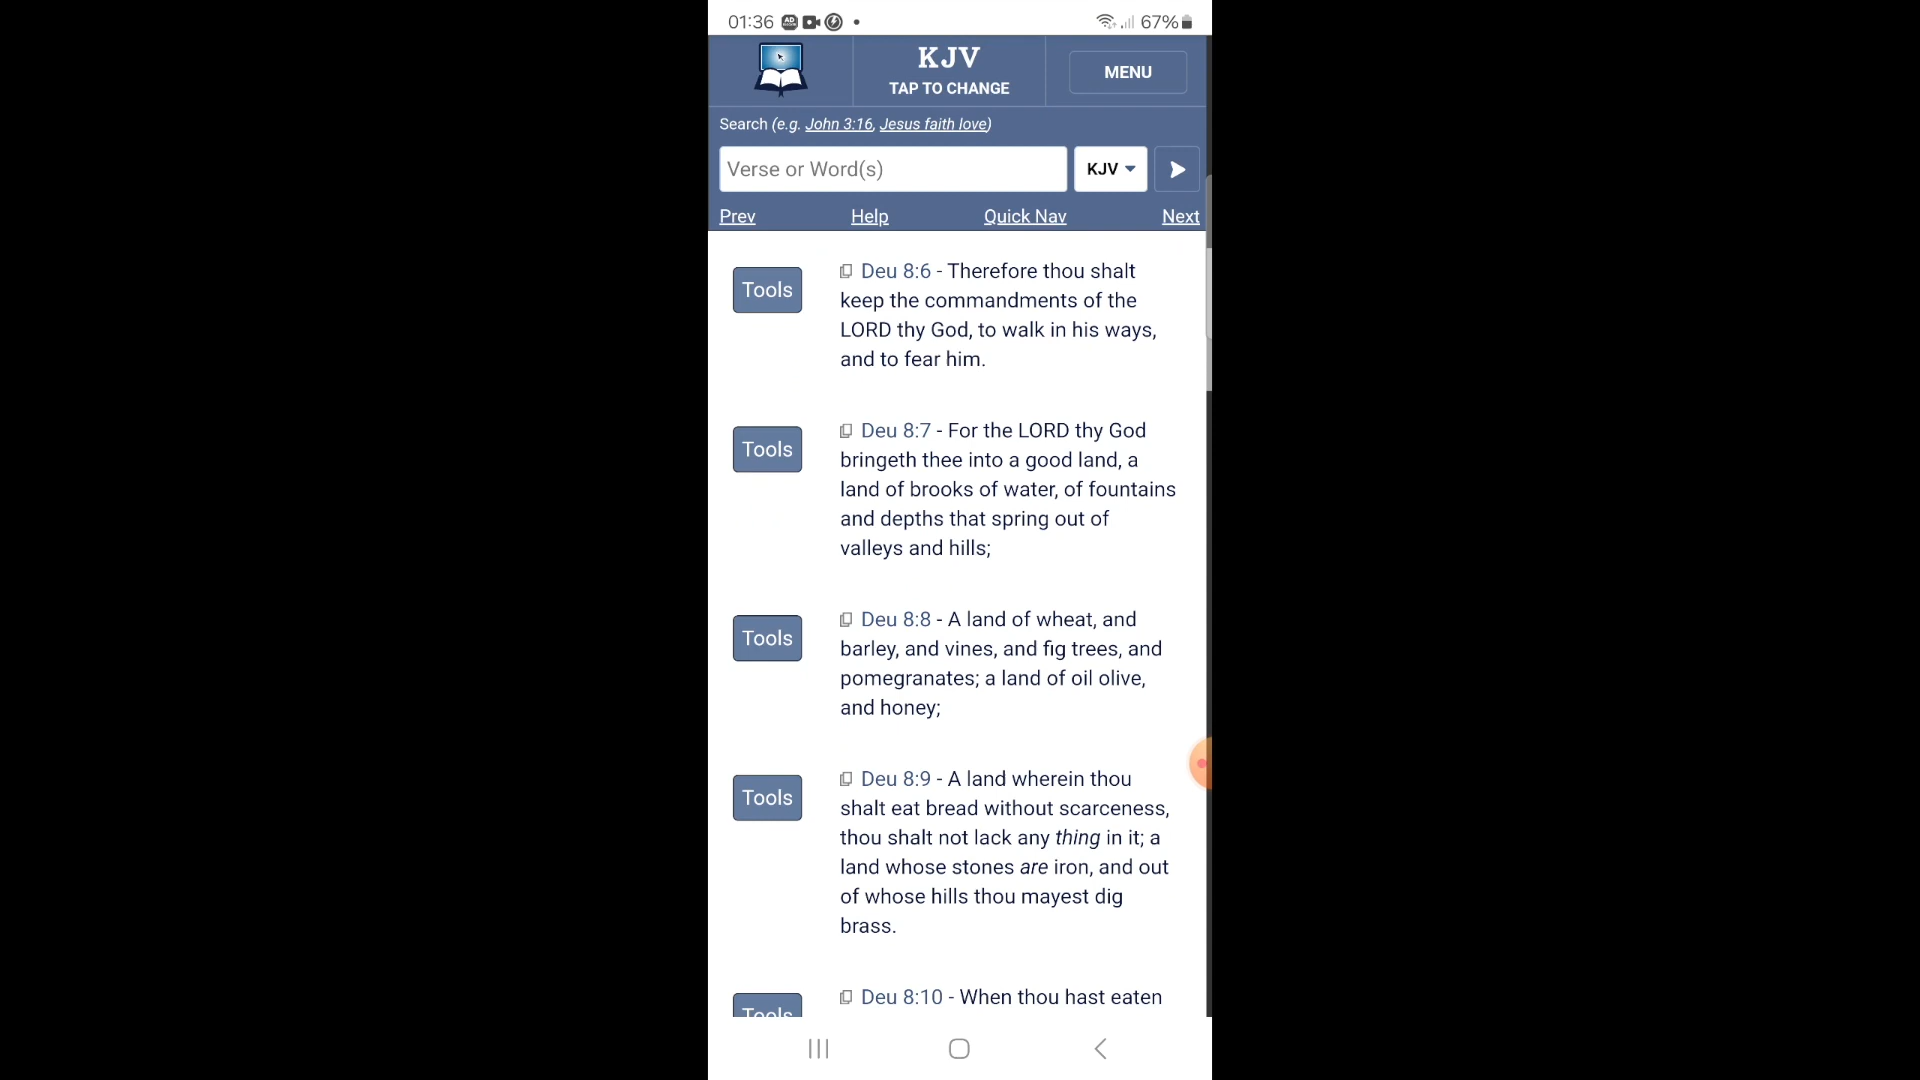 01:36 67%
KJV
TAP TO CHANGE
MENU
Search (e.g. John 3:16, Jesus faith love)
Verse or Word(s)
KJV
Prev Help Quick Nav Next
Tools
Deu 8:6 - Therefore thou shalt
keep the commandments of the
LORD thy God, to walk in his ways,
and to fear him.
Tools
Deu 8:7 - For the LORD thy God
bringeth thee into a good land, a
land of brooks of water, of fountains
and depths that spring out of
valleys and hills;
Tools
Deu 8:8 - A land of wheat, and
barley, and vines, and fig trees, and
pomegranates; a land of oil olive,
and honey;
Tools
Deu 8:9 - A land wherein thou
shalt eat bread without scarceness,
thou shalt not lack any thing in it; a
land whose stones are iron, and out
of whose hills thou mayest dig
brass.
Tools
Deu 8:10 - When thou hast eaten